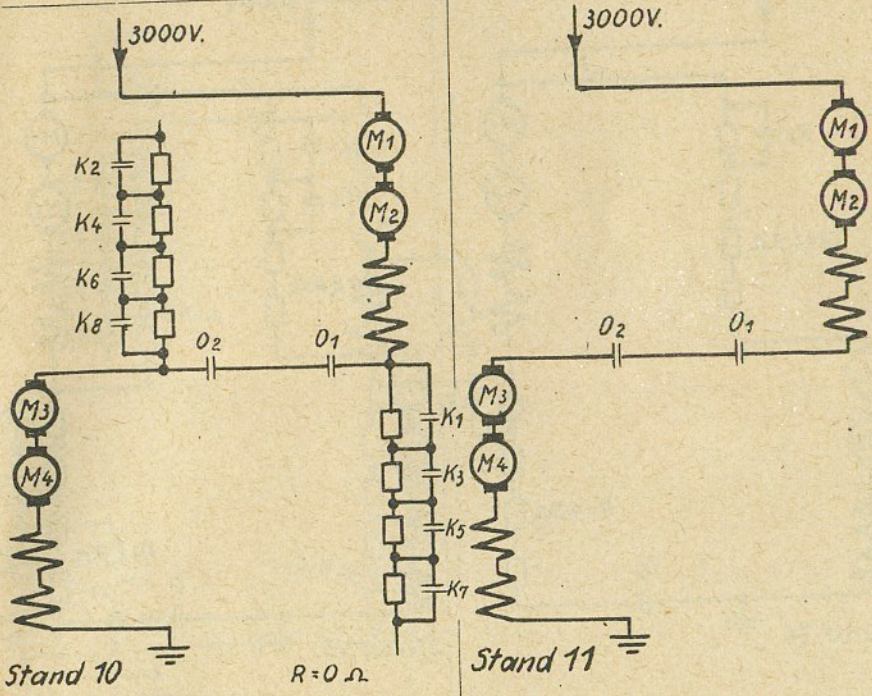 3000V.
M1
M2
K2
K4
K6
K8
O2
O1
M3
M4
K1
K3
K5
K7
Stand 10
R=0 Ω
3000V.
M1
M2
O2
O1
M3
M4
Stand 11